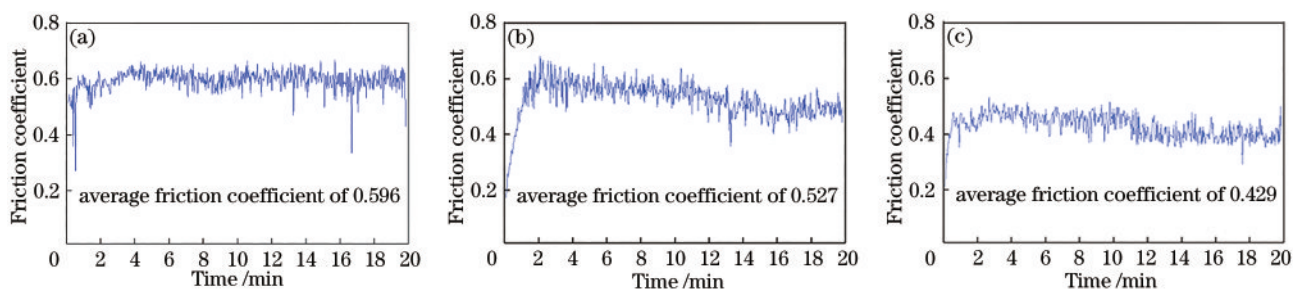 (a)
0.8
0.6
0.4
0.2
Friction coefficient
average friction coefficient of 0.596
0 2 4 6 8 10 12 14 16 18 20
Time /min
(b)
0.8
0.6
0.4
0.2
Friction coefficient
average friction coefficient of 0.527
0 2 4 6 8 10 12 14 16 18 20
Time /min
(c)
0.8
0.6
0.4
0.2
Friction coefficient
average friction coefficient of 0.429
0 2 4 6 8 10 12 14 16 18 20
Time /min